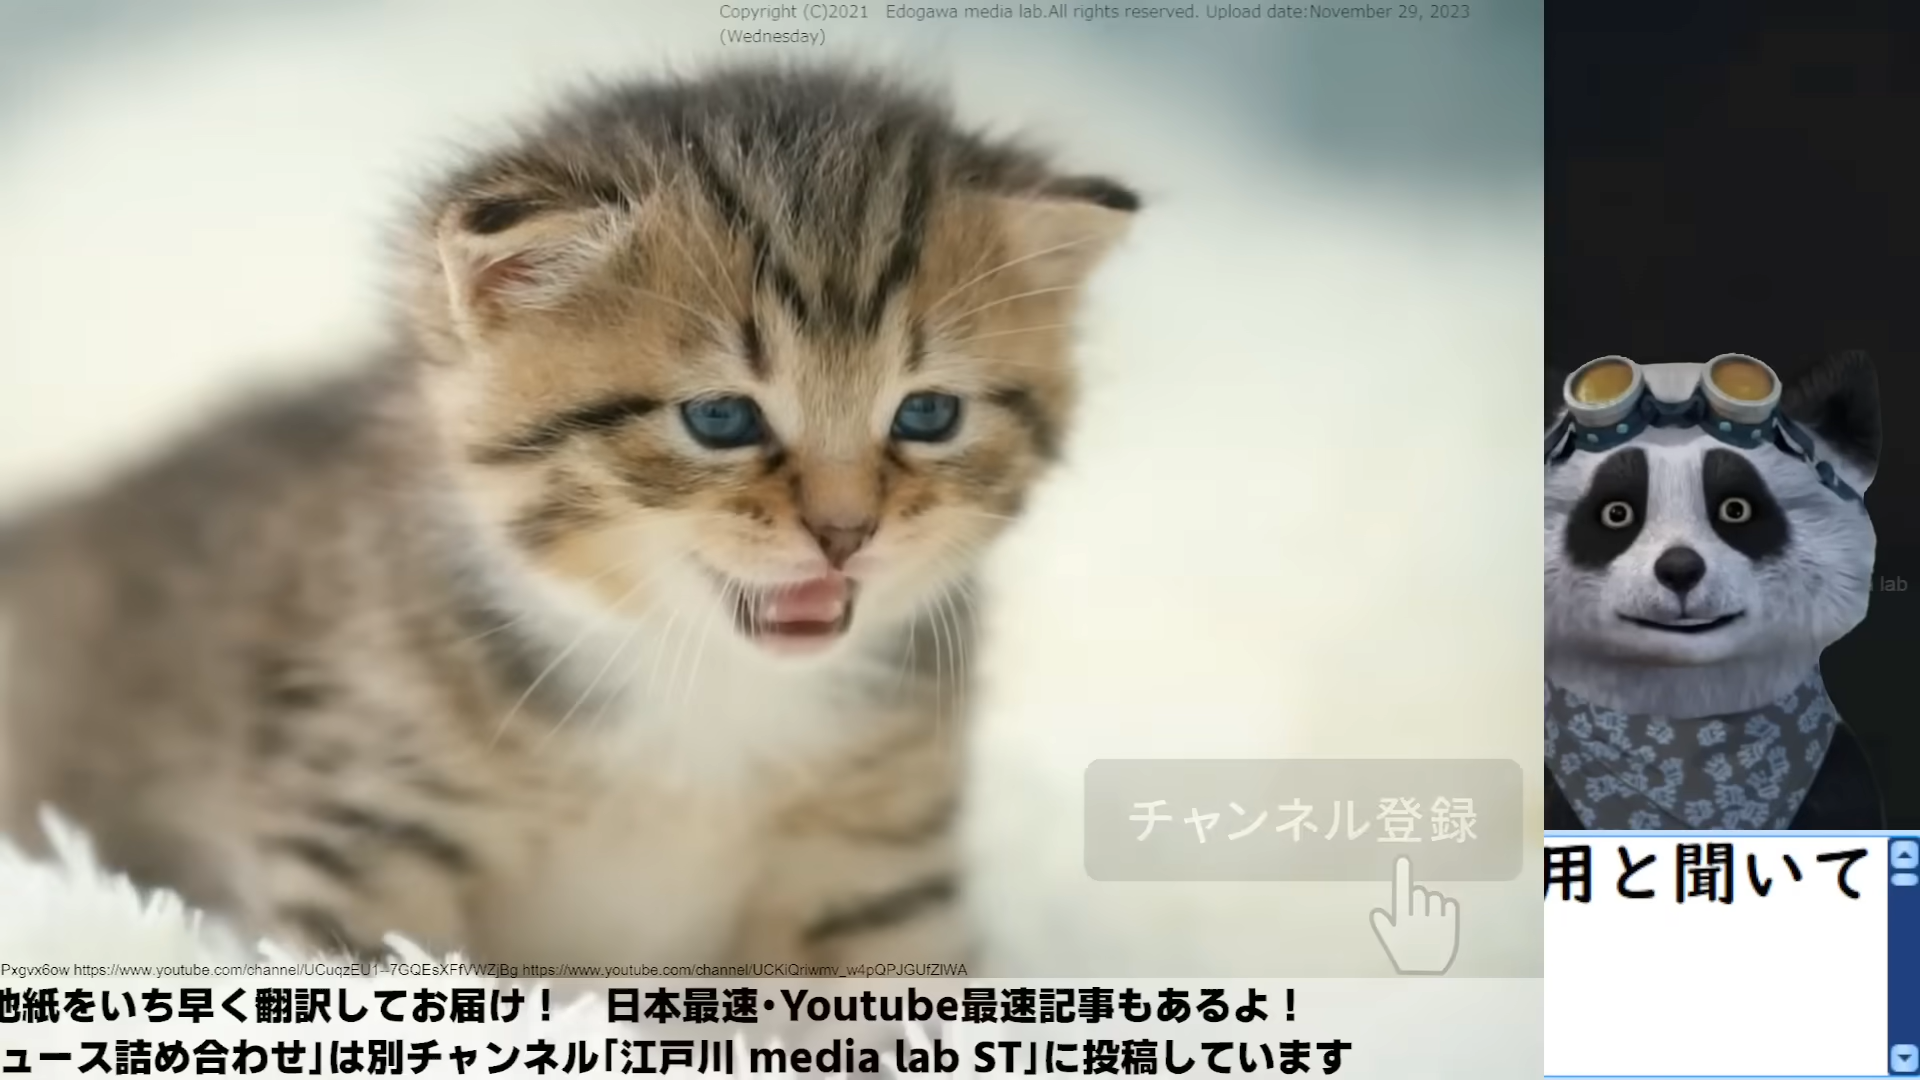 Copyright (C)2021 Edogawa media lab.All rights reserved. Upload date:November 29, 2023
(Wednesday)
lab
チャンネル登録
用と聞いて
Pxgvx6ow https://www.youtube.com/channel/UCuqzEU1--7GQEsXFfVWZjBg https://www.youtube.com/channel/UCKiQriwmv_w4pQPJGUfZIWA
地紙をいち早く翻訳してお届け！ 日本最速・Youtube最速記事もあるよ！
ュース詰め合わせ」は別チャンネル「江戸川 media lab ST」に投稿しています